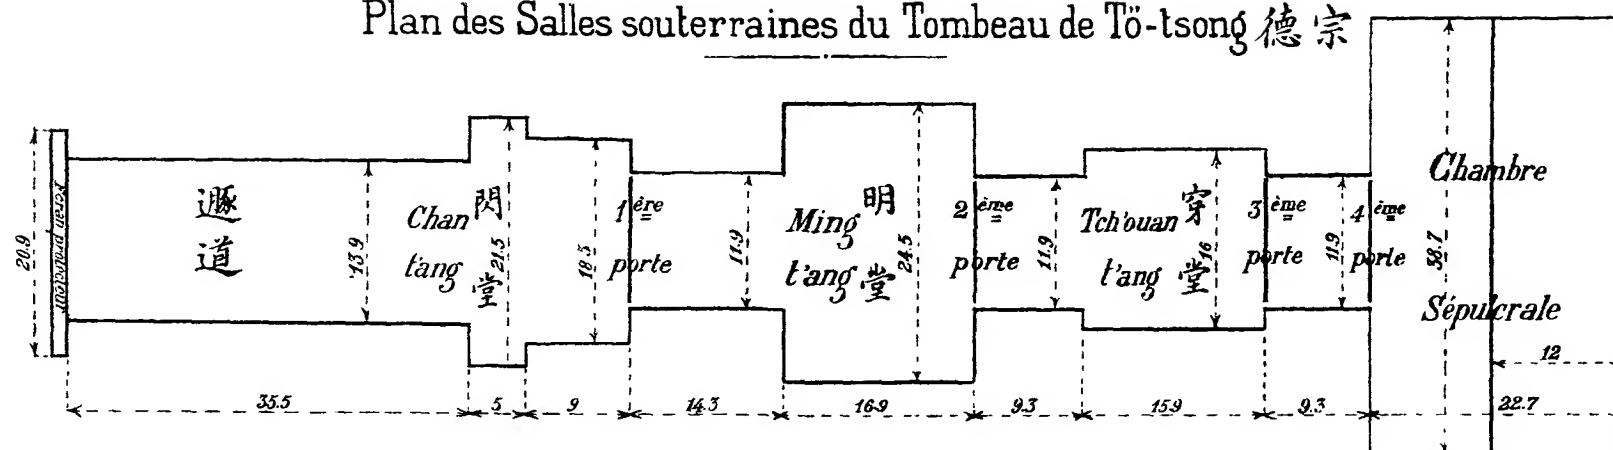 Plan des Salles souterraines du Tombeau de Tö-tsong 德宗
20.9
écran protecteur
遯道
13.9
Chan t'ang
閃堂
21.5
18.5
1ère porte
11.9
Ming t'ang
明堂
24.5
2ème porte
11.9
Tch'ouan t'ang
穿堂
16
3ème porte
11.9
4ème porte
58.7
Chambre
Sépulcrale
12
35.5
5
9
14.3
16.9
9.3
15.9
9.3
22.7